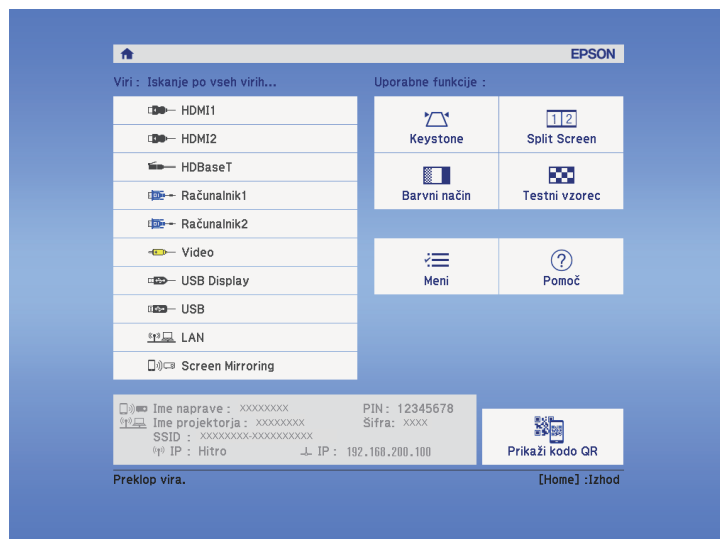 EPSON
Viri : Iskanje po vseh virih...
HDMI1
HDMI2
HDBaseT
Računalnik1
Računalnik2
Video
USB Display
USB
LAN
Screen Mirroring
Uporabne funkcije :
Keystone
1 2
Split Screen
Barvni način
Testni vzorec
Meni
?
Pomoč
Ime naprave : XXXXXXXX
PIN : 12345678
Ime projektorja : XXXXXXXX
Šifra: XXXX
SSID : XXXXXXXX-XXXXXXXXXX
IP : Hitro
IP : 192.168.200.100
Prikaži kodo QR
Preklop vira.
[Home] :Izhod